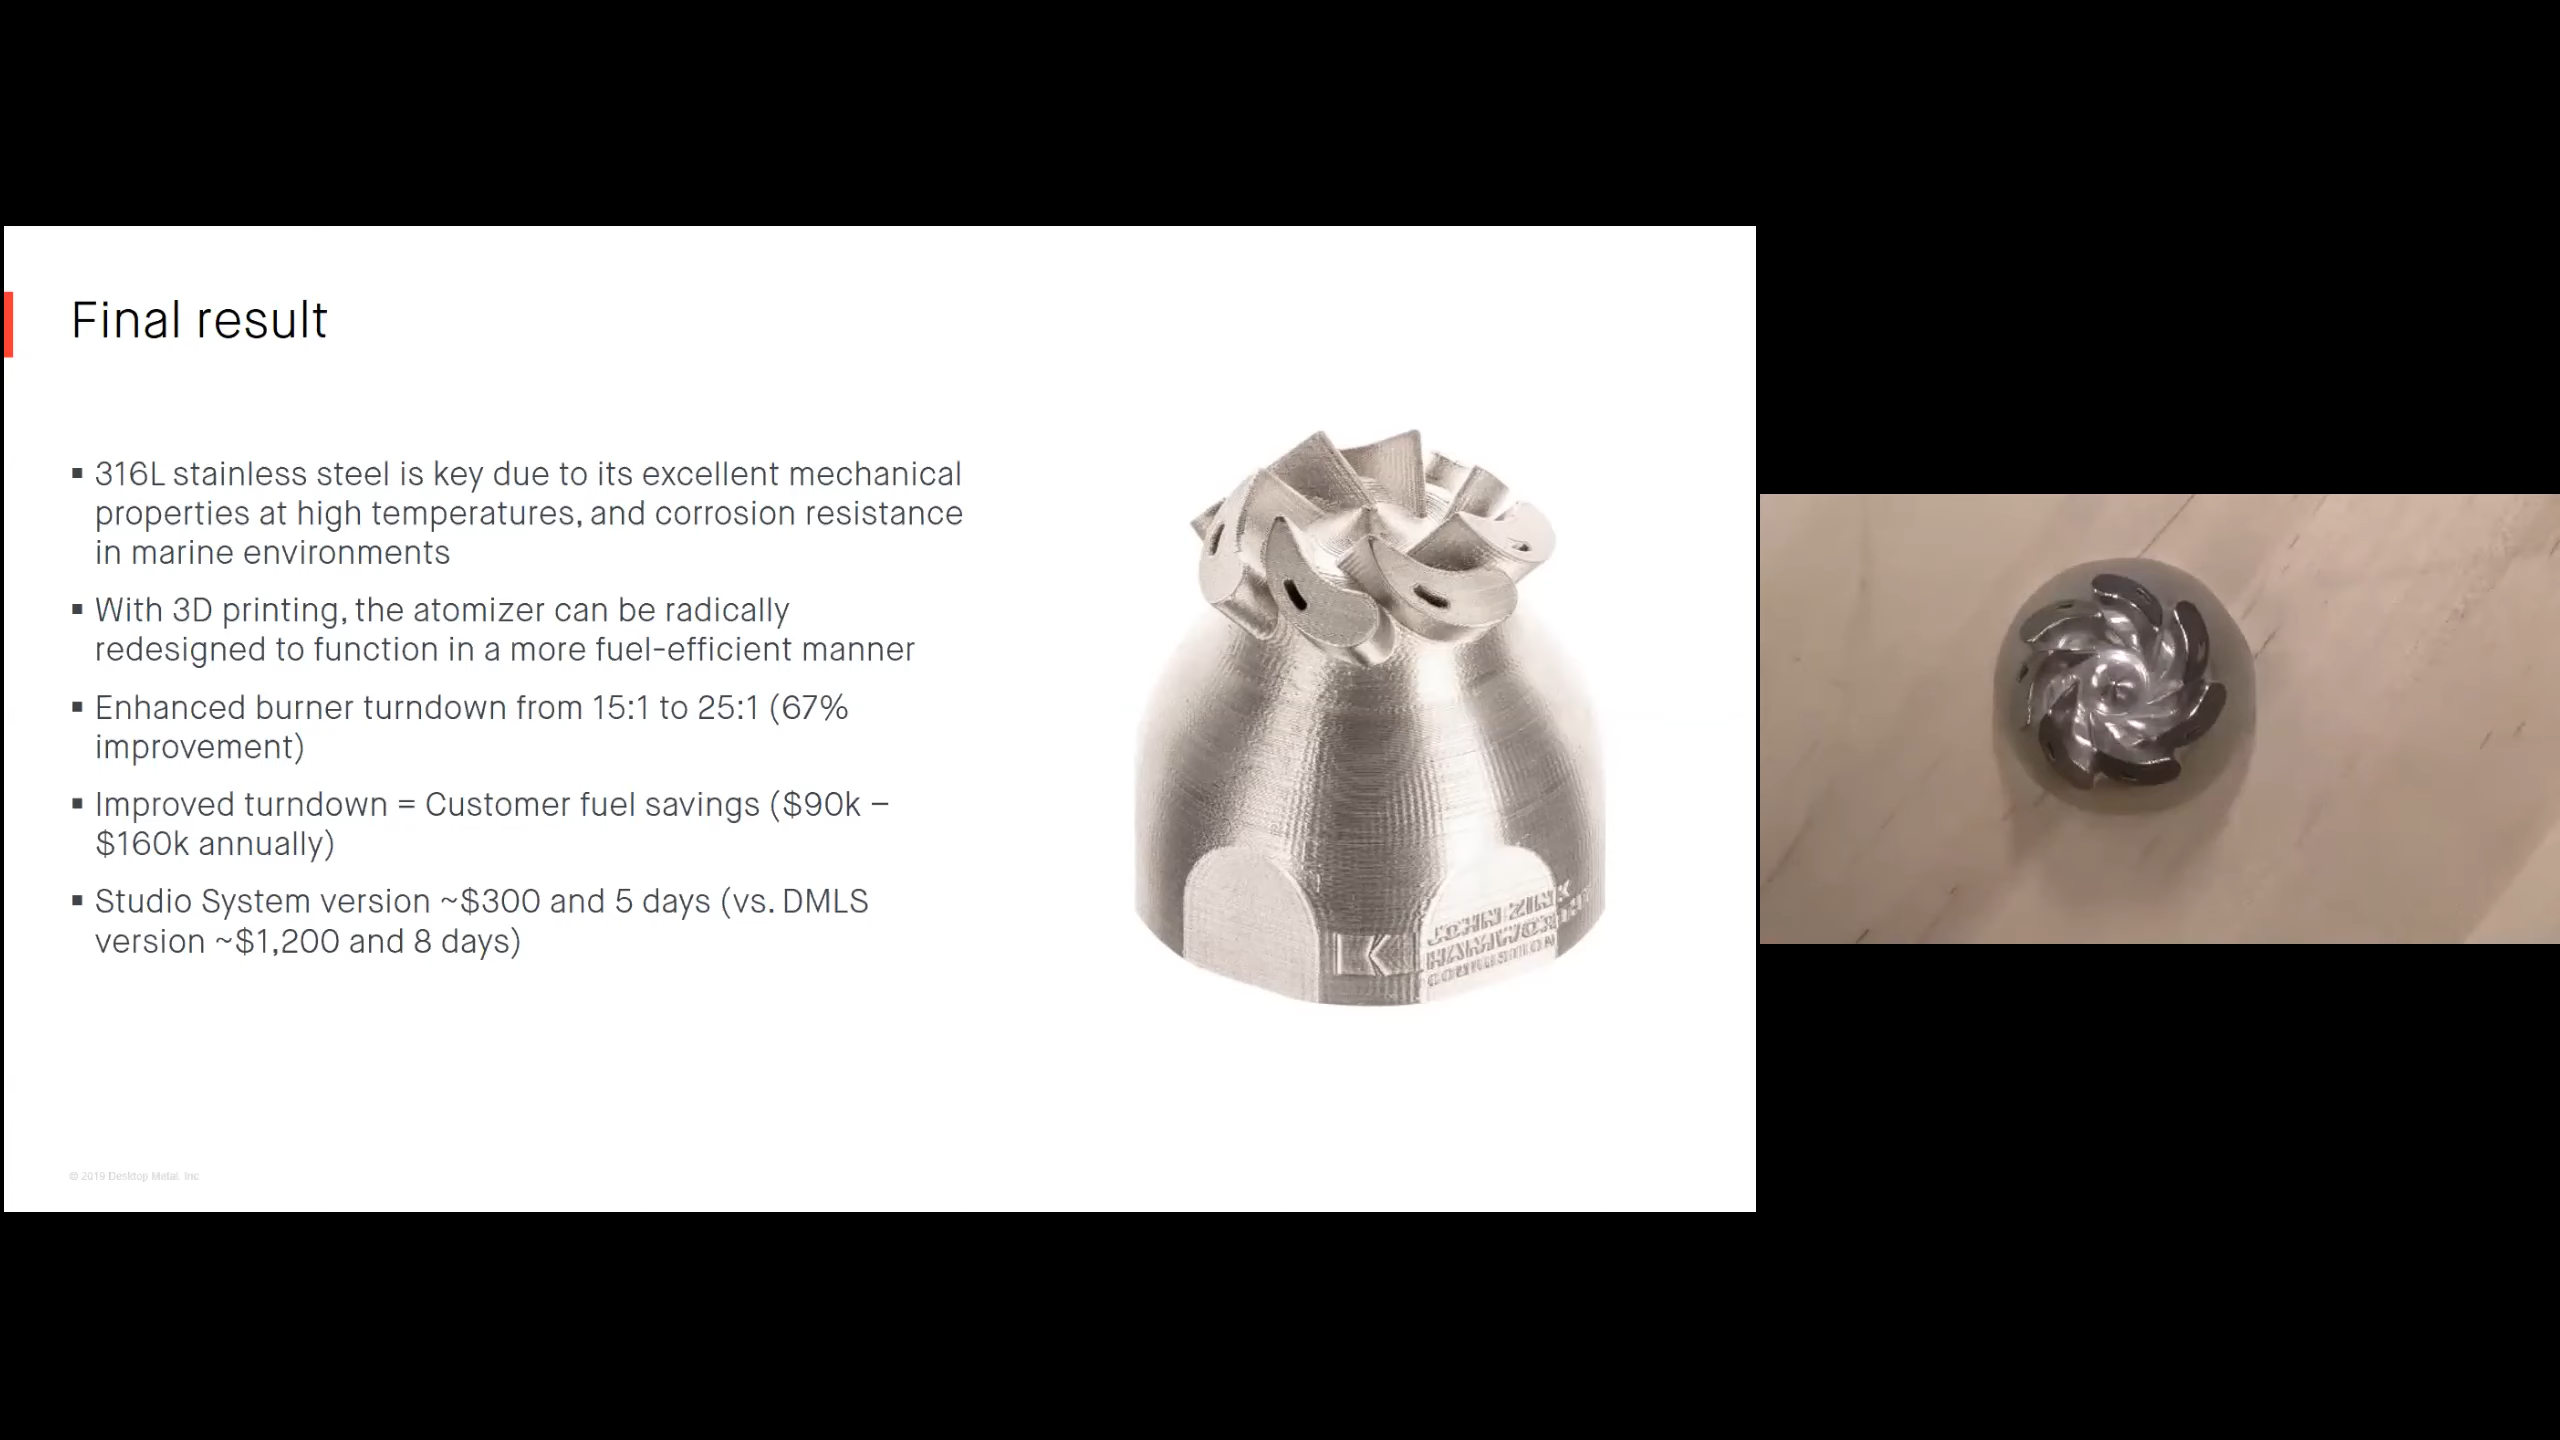 Final result
▪ 316L stainless steel is key due to its excellent mechanical
properties at high temperatures, and corrosion resistance
in marine environments
▪ With 3D printing, the atomizer can be radically
redesigned to function in a more fuel-efficient manner
▪ Enhanced burner turndown from 15:1 to 25:1 (67%
improvement)
▪ Improved turndown = Customer fuel savings ($90k –
$160k annually)
▪ Studio System version ~$300 and 5 days (vs. DMLS
version ~$1,200 and 8 days)
JOHN ZINK
HAMWORTHY
COMBUSTION
© 2019 Desktop Metal, Inc